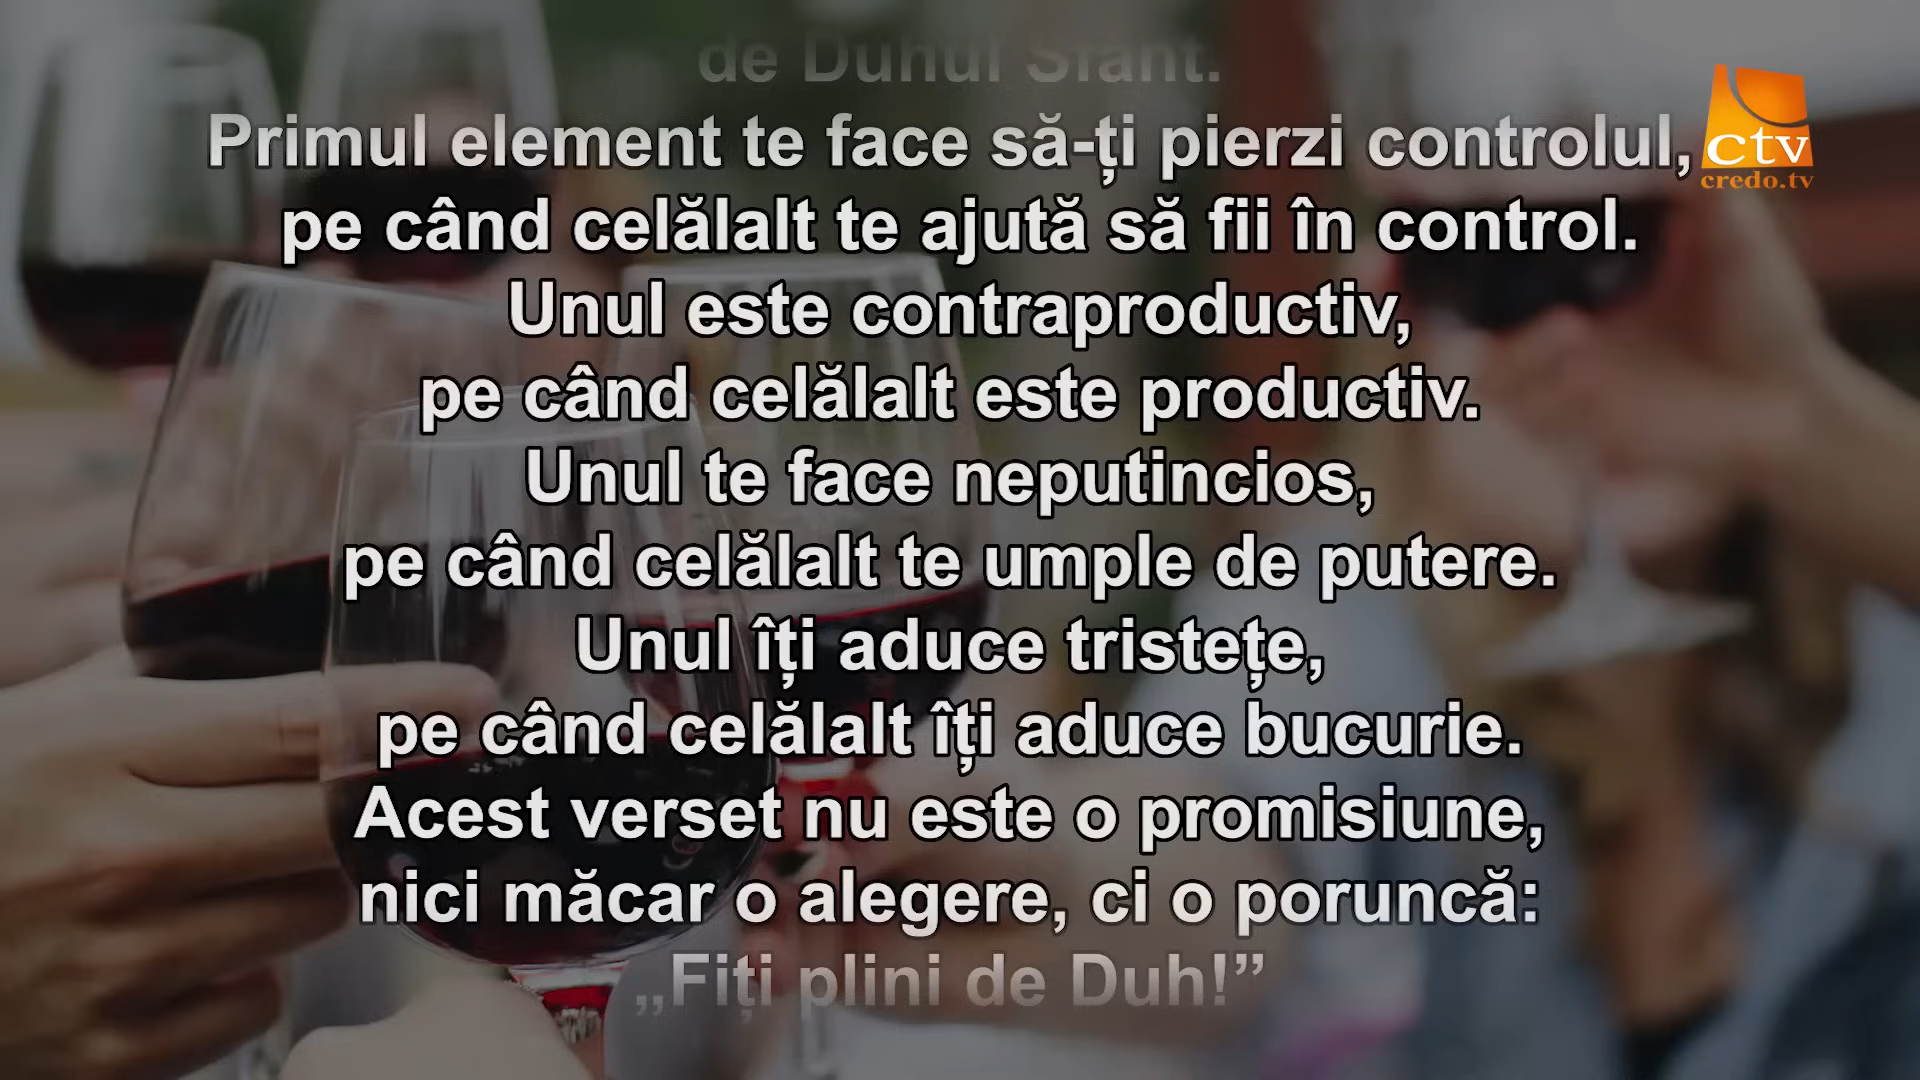 de Duhul Sfânt.
Primul element te face să-ți pierzi controlul,
pe când celălalt te ajută să fii în control.
Unul este contraproductiv,
pe când celălalt este productiv.
Unul te face neputincios,
pe când celălalt te umple de putere.
Unul îți aduce tristețe,
pe când celălalt îți aduce bucurie.
Acest verset nu este o promisiune,
nici măcar o alegere, ci o poruncă:
„Fiți plini de Duh!”
ctv
credo.tv